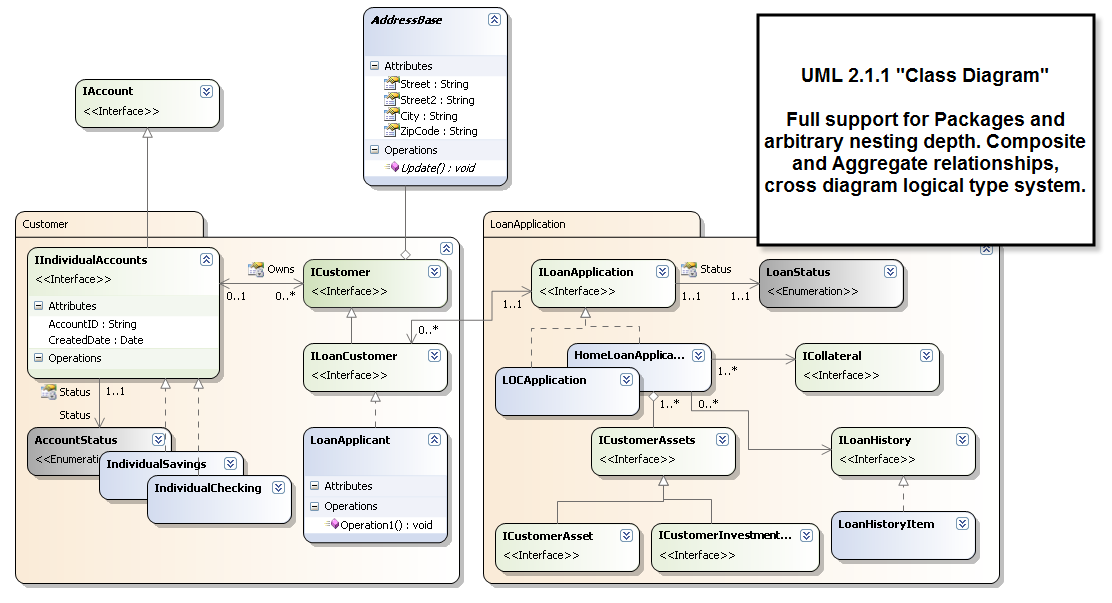 AddressBase
Attributes
Street : String
Street2 : String
City : String
ZipCode : String
Operations
Update() : void
UML 2.1.1 "Class Diagram"
Full support for Packages and
arbitrary nesting depth. Composite
and Aggregate relationships,
cross diagram logical type system.
IAccount
<<Interface>>
Customer
IIndividualAccounts
<<Interface>>
Attributes
AccountID : String
CreatedDate : Date
Operations
Owns
0..1
0..*
ICustomer
<<Interface>>
ILoanCustomer
<<Interface>>
Status
1..1
Status
AccountStatus
<<Enumeratio
IndividualSavings
IndividualChecking
LoanApplicant
Attributes
Operations
Operation1() : void
LoanApplication
1..1
0..*
ILoanApplication
<<Interface>>
Status
1..1
1..1
LoanStatus
<<Enumeration>>
HomeLoanApplica...
LOCApplication
1..*
ICollateral
<<Interface>>
1..*
0..*
ICustomerAssets
<<Interface>>
ILoanHistory
<<Interface>>
ICustomerAsset
<<Interface>>
ICustomerInvestment...
<<Interface>>
LoanHistoryItem